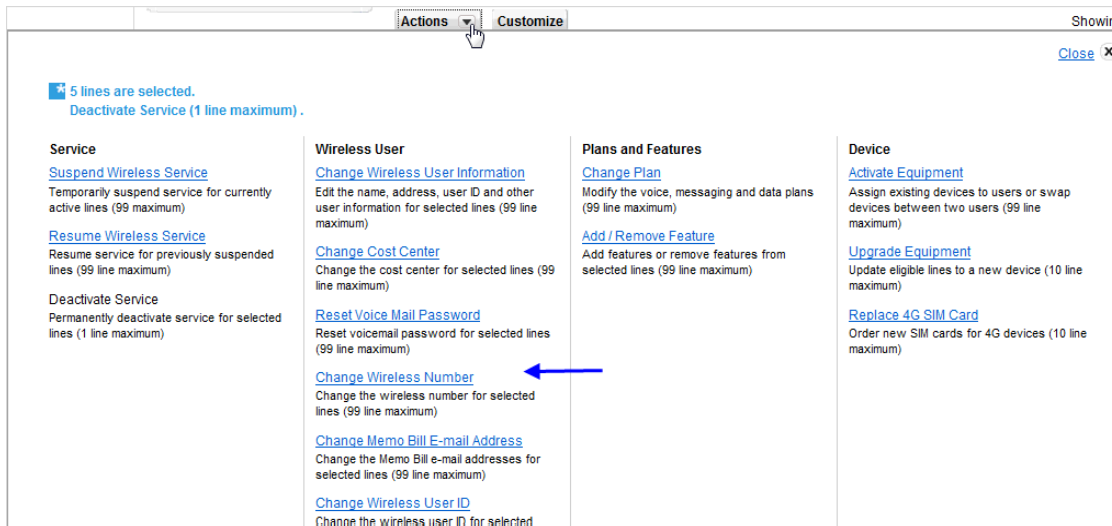 Actions
Customize
Showin
Close
5 lines are selected.
Deactivate Service (1 line maximum) .
Service
Suspend Wireless Service
Temporarily suspend service for currently
active lines (99 maximum)
Resume Wireless Service
Resume service for previously suspended
lines (99 line maximum)
Deactivate Service
Permanently deactivate service for selected
lines (1 line maximum)
Wireless User
Change Wireless User Information
Edit the name, address, user ID and other
user information for selected lines (99 line
maximum)
Change Cost Center
Change the cost center for selected lines (99
line maximum)
Reset Voice Mail Password
Reset voicemail password for selected lines
(99 line maximum)
Change Wireless Number
Change the wireless number for selected
lines (99 line maximum)
Change Memo Bill E-mail Address
Change the Memo Bill e-mail addresses for
selected lines (99 line maximum)
Change Wireless User ID
Change the wireless user ID for selected
Plans and Features
Change Plan
Modify the voice, messaging and data plans
(99 line maximum)
Add / Remove Feature
Add features or remove features from
selected lines (99 line maximum)
Device
Activate Equipment
Assign existing devices to users or swap
devices between two users (99 line
maximum)
Upgrade Equipment
Update eligible lines to a new device (10 line
maximum)
Replace 4G SIM Card
Order new SIM cards for 4G devices (10 line
maximum)